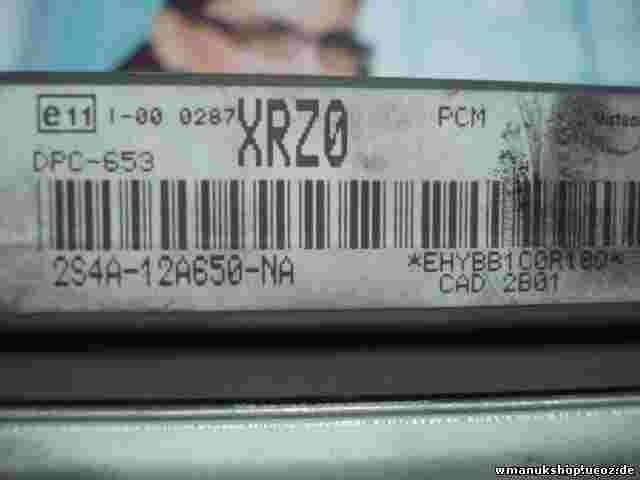 e11 I-00 0287 XRZ0 PCM
DPC-653
2S4A-12A650-NA *EHYBB1C0R180*
CAD 2B01
wmanukshop.ucoz.de